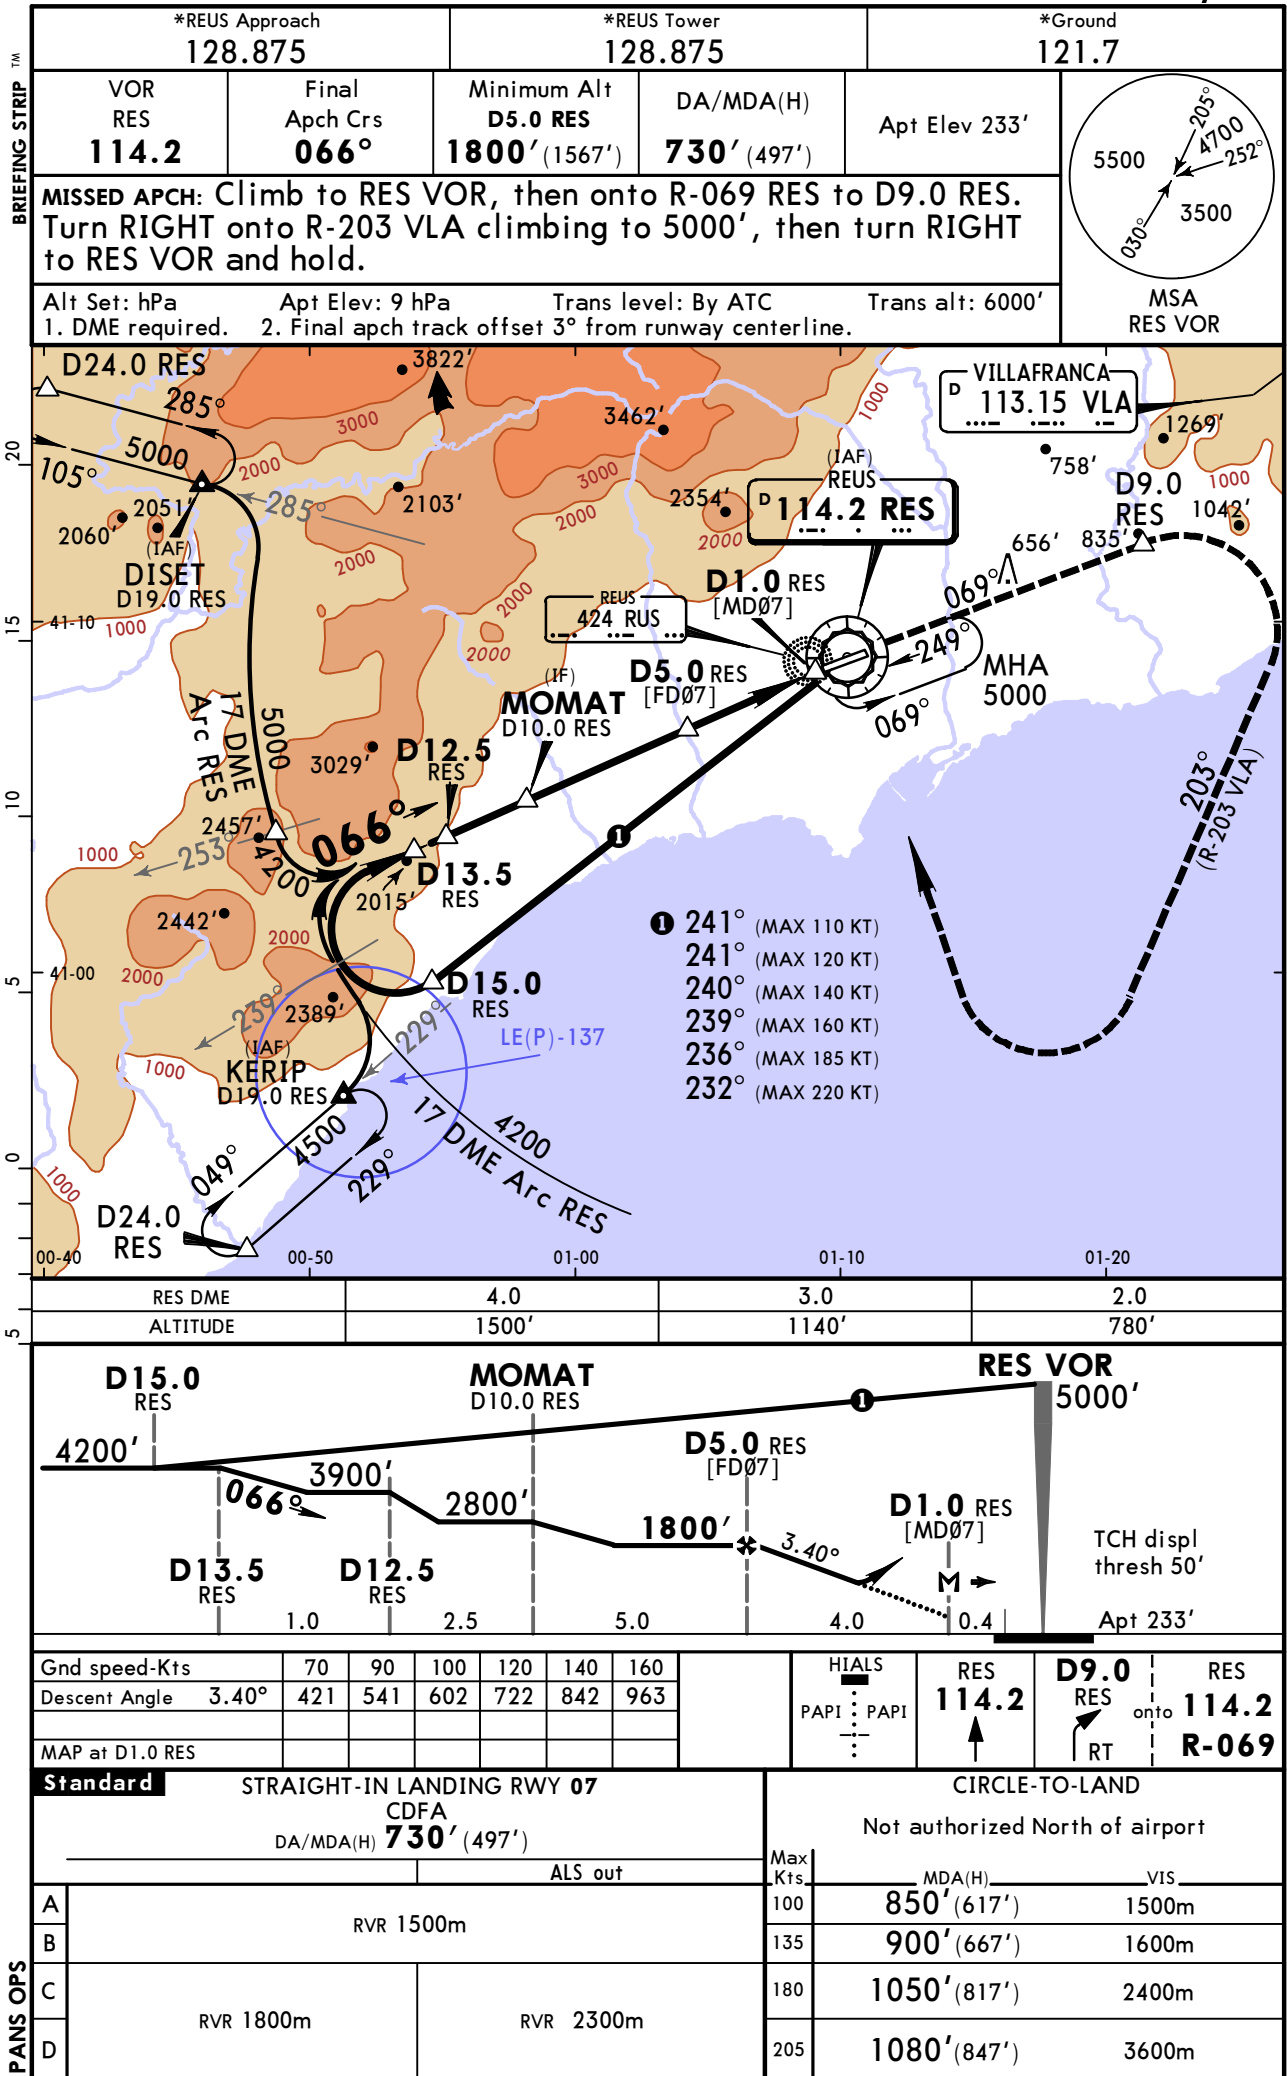 *REUS Approach
128.875
*REUS Tower
128.875
*Ground
121.7
BRIEFING STRIP TM
VOR
RES
114.2
Final
Apch Crs
066°
Minimum Alt
D5.0 RES
1800' (1567')
DA/MDA(H)
730' (497')
Apt Elev 233'
MISSED APCH: Climb to RES VOR, then onto R-069 RES to D9.0 RES.
Turn RIGHT onto R-203 VLA climbing to 5000', then turn RIGHT
to RES VOR and hold.
Alt Set: hPa Apt Elev: 9 hPa Trans level: By ATC Trans alt: 6000'
1. DME required. 2. Final apch track offset 3° from runway centerline.
205°
4700
252°
5500
3500
030°
MSA
RES VOR
D24.0 RES
285°
5000
105°
3822'
3000
2000
3462'
3000
2000
1000
VILLAFRANCA
D 113.15 VLA
1269'
758'
1000
1042'
D9.0
RES
835'
656'
(IAF)
REUS
D 114.2 RES
2354'
2000
2051'
2060'
(IAF)
DISET
D19.0 RES
285°
2103'
2000
2000
2000
41-10
1000
REUS
424 RUS
D1.0 RES
[MDØ7]
069°
249°
MHA
5000
069°
D5.0 RES
[FDØ7]
(IF)
MOMAT
D10.0 RES
17 DME
Arc RES
5000
3029'
D12.5
RES
2457'
253°
4200
066°
D13.5
RES
2015'
1000
2442'
2000
2000
41-00
D15.0
RES
2389'
239°
229°
LE(P)-137
(IAF)
KERIP
D19.0 RES
1000
4500
049°
229°
4200
17 DME Arc RES
D24.0
RES
1000
203°
(R-203 VLA)
1 241° (MAX 110 KT)
241° (MAX 120 KT)
240° (MAX 140 KT)
239° (MAX 160 KT)
236° (MAX 185 KT)
232° (MAX 220 KT)
1
00-40
00-50
01-00
01-10
01-20
20
15
10
5
0
5
RES DME 4.0 3.0 2.0
ALTITUDE 1500' 1140' 780'
D15.0
RES
MOMAT
D10.0 RES
RES VOR
5000'
1
4200'
066°
3900'
2800'
D5.0 RES
[FDØ7]
1800'
3.40°
D1.0 RES
[MDØ7]
M
TCH displ
thresh 50'
D13.5
RES
D12.5
RES
1.0 2.5 5.0 4.0 0.4
Apt 233'
Gnd speed-Kts 70 90 100 120 140 160
Descent Angle 3.40° 421 541 602 722 842 963
MAP at D1.0 RES
HIALS
PAPI PAPI
RES
114.2
D9.0
RES
RT
onto
RES
114.2
R-069
Standard
STRAIGHT-IN LANDING RWY 07
CDFA
DA/MDA(H) 730' (497')
ALS out
A
B
RVR 1500m
C
D
RVR 1800m
RVR 2300m
CIRCLE-TO-LAND
Not authorized North of airport
Max
Kts MDA(H) VIS
100 850' (617') 1500m
135 900' (667') 1600m
180 1050' (817') 2400m
205 1080' (847') 3600m
PANS OPS